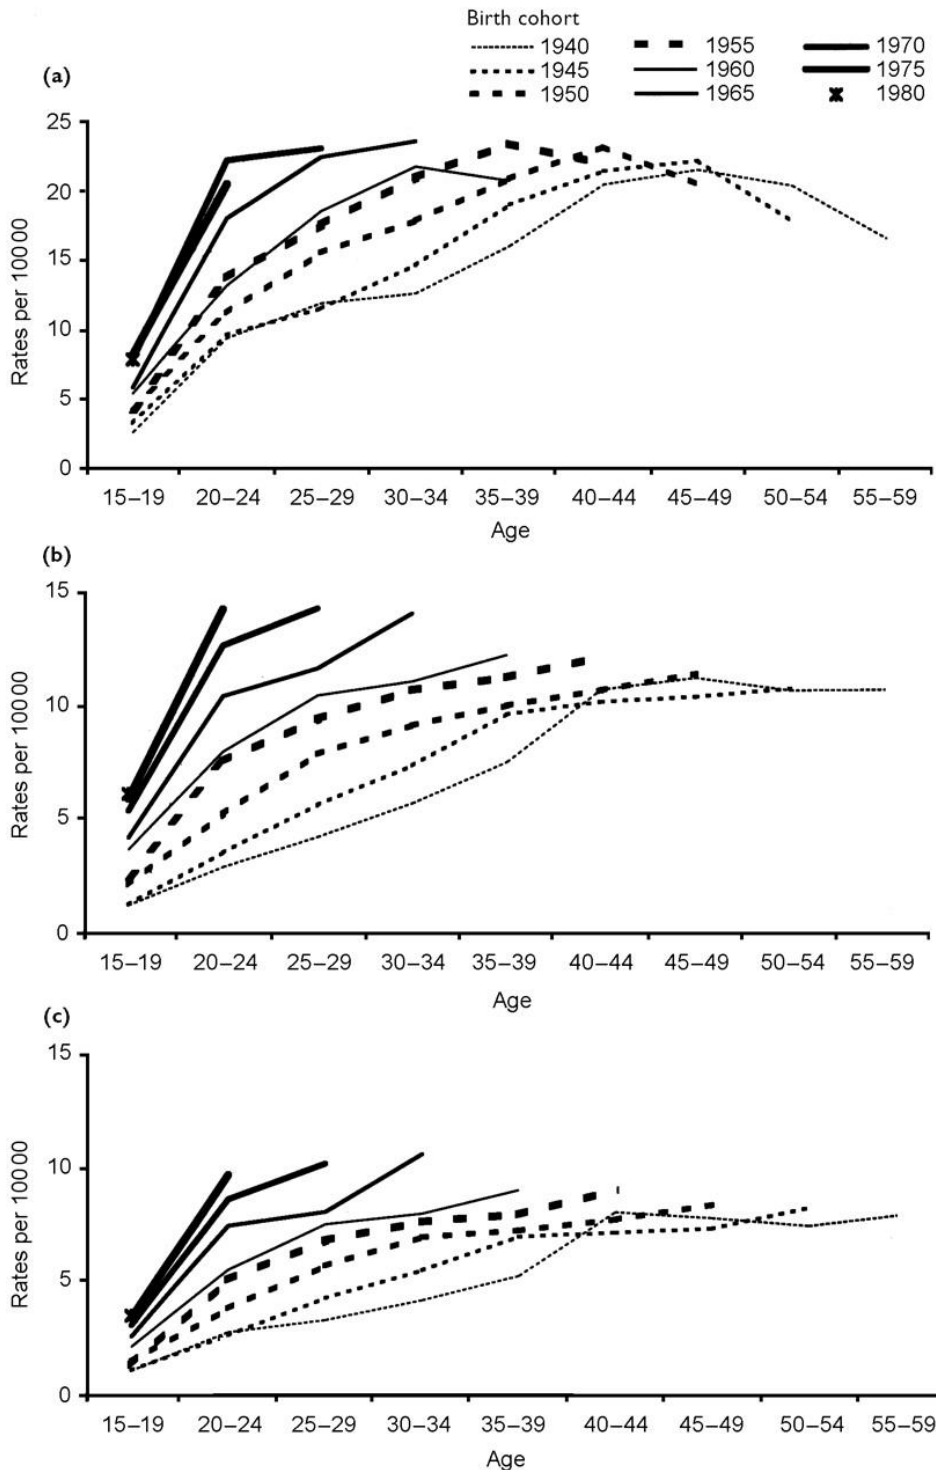 Birth cohort
1940 1955 1970
1945 1960 1975
1950 1965 1980
(a)
25
20
15
10
5
0
Rates per 10 000
15–19 20–24 25–29 30–34 35–39 40–44 45–49 50–54 55–59
Age
(b)
15
10
5
0
Rates per 10 000
15–19 20–24 25–29 30–34 35–39 40–44 45–49 50–54 55–59
Age
(c)
15
10
5
0
Rates per 10 000
15–19 20–24 25–29 30–34 35–39 40–44 45–49 50–54 55–59
Age